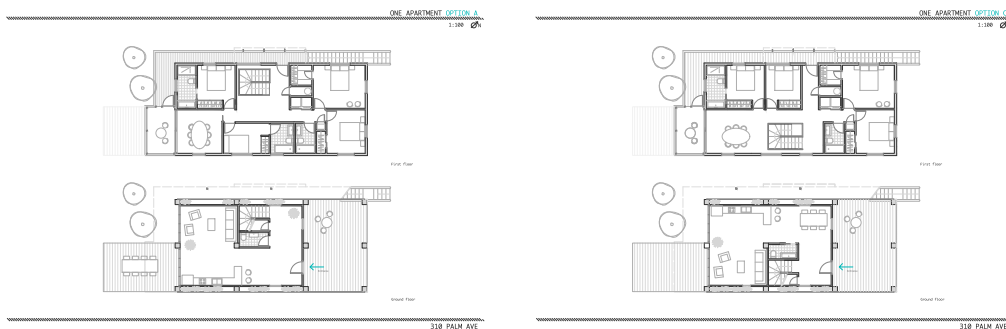 ONE APARTMENT OPTION A
1:100 N
First floor
Ground floor
310 PALM AVE
ONE APARTMENT OPTION
1:100
First floor
Ground floor
310 PALM AVE